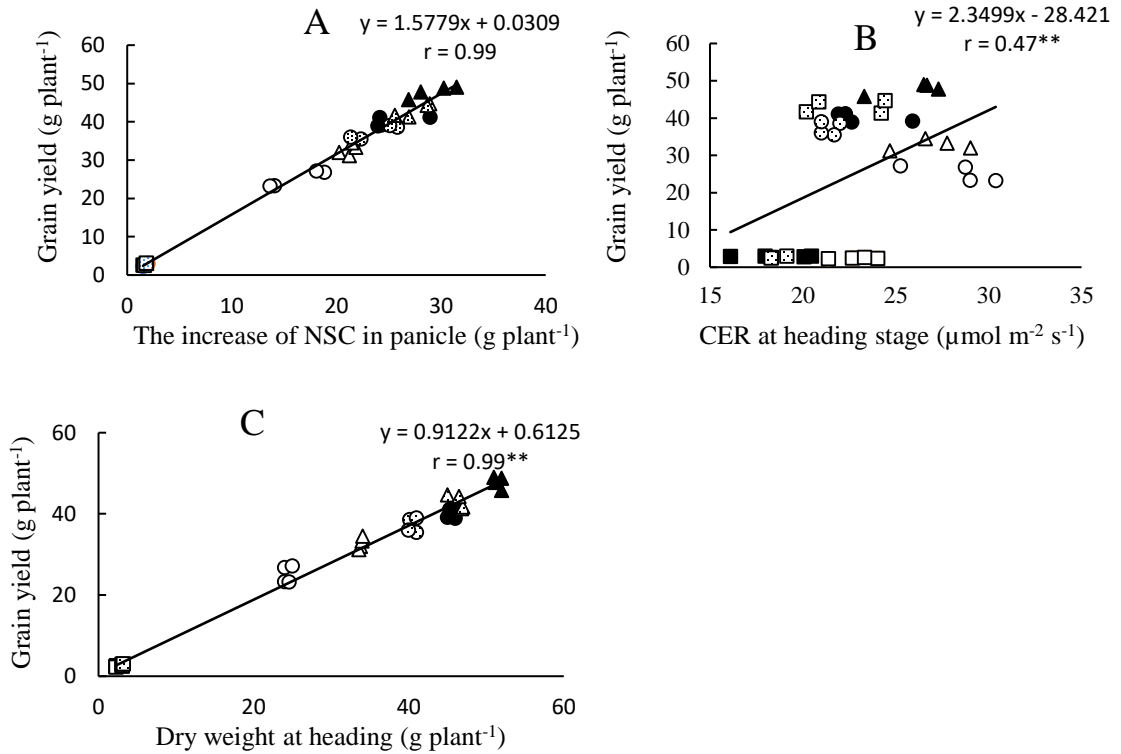 A
y = 1.5779x + 0.0309
r = 0.99
Grain yield (g plant⁻¹)
60
50
40
30
20
10
0
0 10 20 30 40
The increase of NSC in panicle (g plant⁻¹)
B
y = 2.3499x - 28.421
r = 0.47**
Grain yield (g plant⁻¹)
60
50
40
30
20
10
0
15 20 25 30 35
CER at heading stage (µmol m⁻² s⁻¹)
C
y = 0.9122x + 0.6125
r = 0.99**
Grain yield (g plant⁻¹)
60
40
20
0
0 20 40 60
Dry weight at heading (g plant⁻¹)